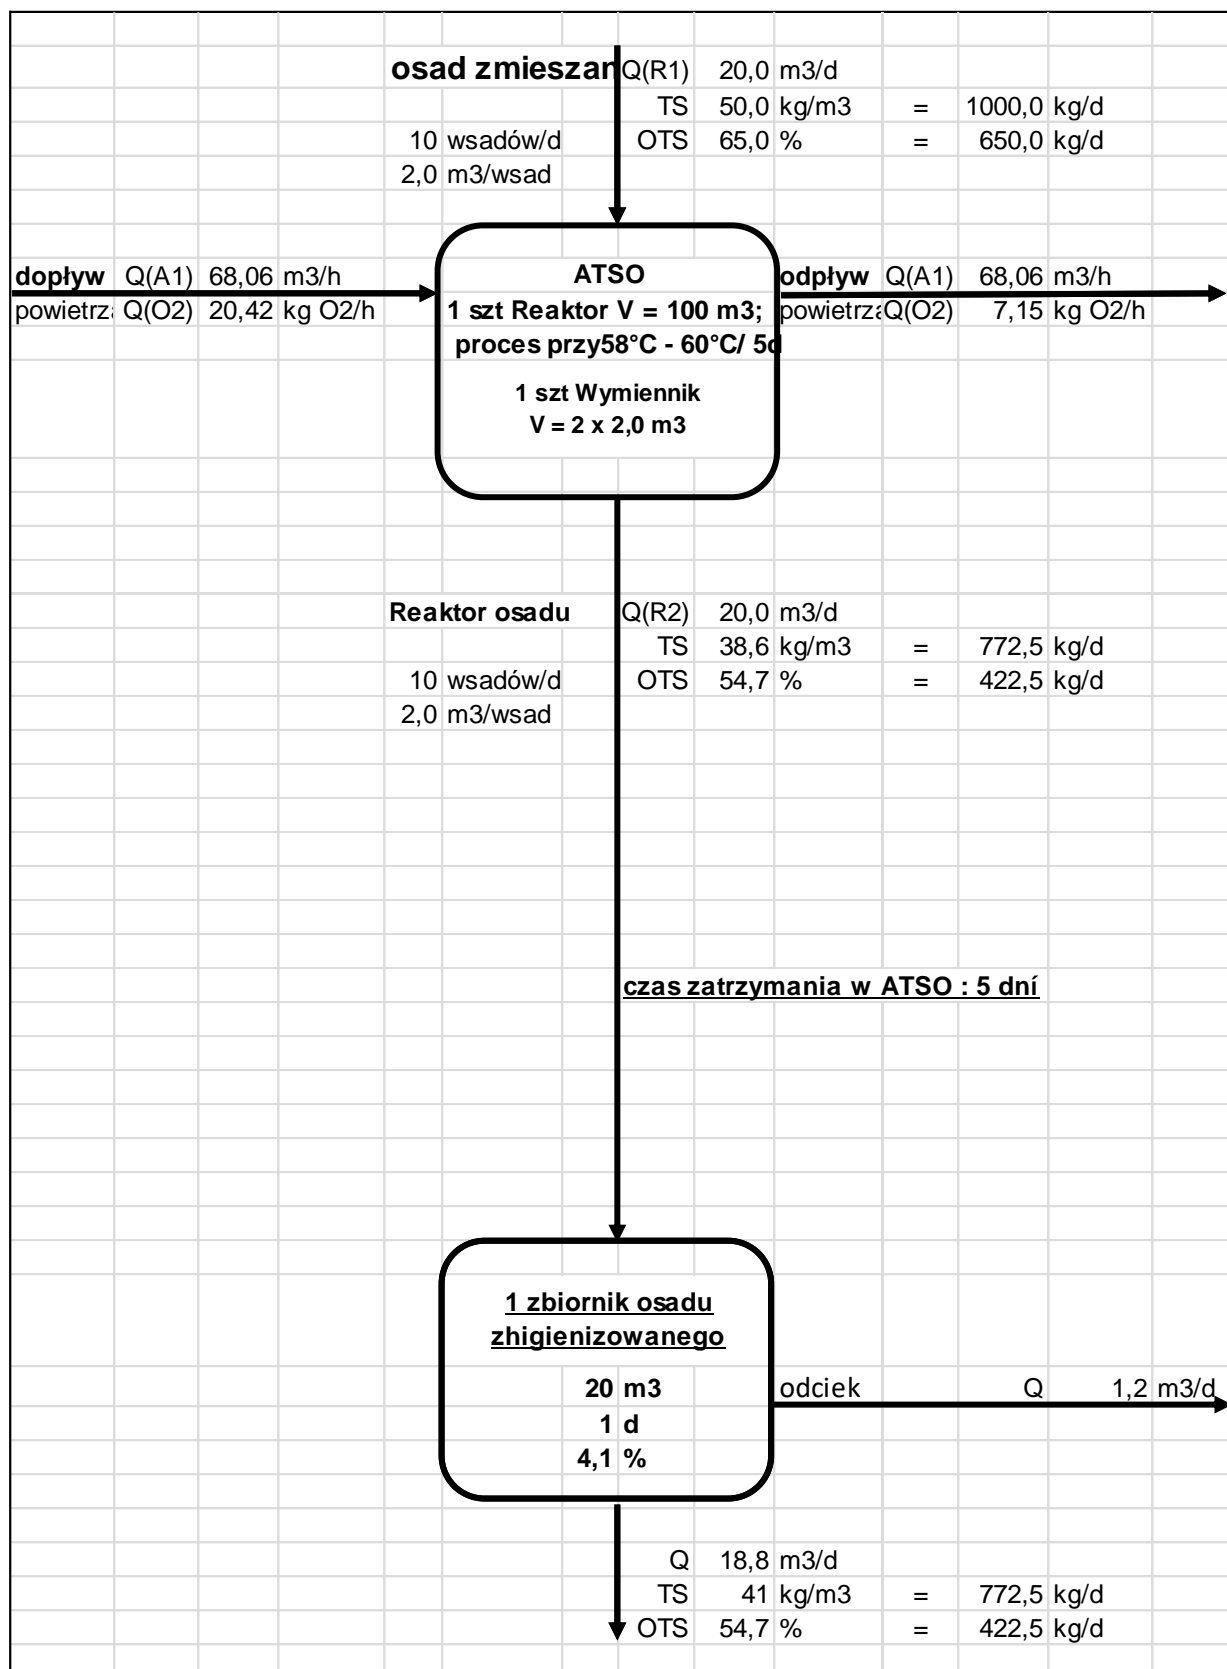 osad zmieszan Q(R1) 20,0 m3/d
TS 50,0 kg/m3 = 1000,0 kg/d
10 wsadów/d OTS 65,0 % = 650,0 kg/d
2,0 m3/wsad
dopływ Q(A1) 68,06 m3/h
powietrza Q(O2) 20,42 kg O2/h
ATSO
1 szt Reaktor V = 100 m3;
proces przy58°C - 60°C/ 5d
1 szt Wymiennik
V = 2 x 2,0 m3
odpływ Q(A1) 68,06 m3/h
powietrza Q(O2) 7,15 kg O2/h
Reaktor osadu Q(R2) 20,0 m3/d
TS 38,6 kg/m3 = 772,5 kg/d
10 wsadów/d OTS 54,7 % = 422,5 kg/d
2,0 m3/wsad
czas zatrzymania w ATSO : 5 dní
1 zbiornik osadu
zhigienizowanego
20 m3
1 d
4,1 %
odciek Q 1,2 m3/d
Q 18,8 m3/d
TS 41 kg/m3 = 772,5 kg/d
OTS 54,7 % = 422,5 kg/d